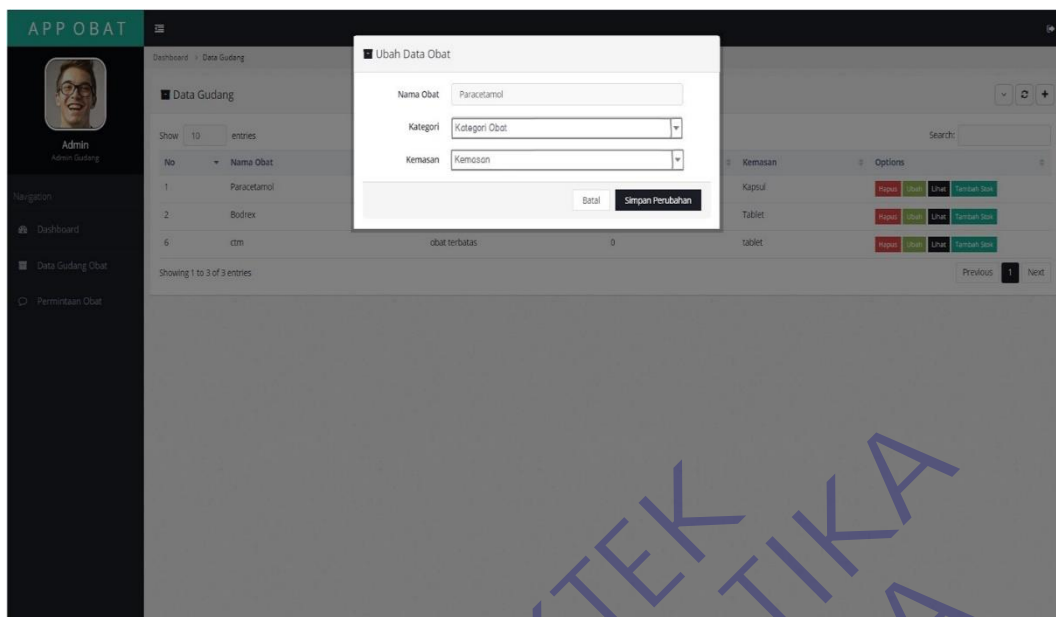 APP OBAT
Admin
Admin Gudang
Navigation
Dashboard
Data Gudang Obat
Permintaan Obat
Dashboard > Data Gudang
Data Gudang
Show 10 entries
Search:
No Nama Obat Kemasan Options
1 Paracetamol Kapsul Hapus Ubah Lihat Tambah Stok
2 Bodrex Tablet Hapus Ubah Lihat Tambah Stok
6 ctm obat terbatas 0 tablet Hapus Ubah Lihat Tambah Stok
Showing 1 to 3 of 3 entries
Previous 1 Next
Ubah Data Obat
Nama Obat Paracetamol
Kategori Kategori Obat
Kemasan Kemasan
Batal Simpan Perubahan